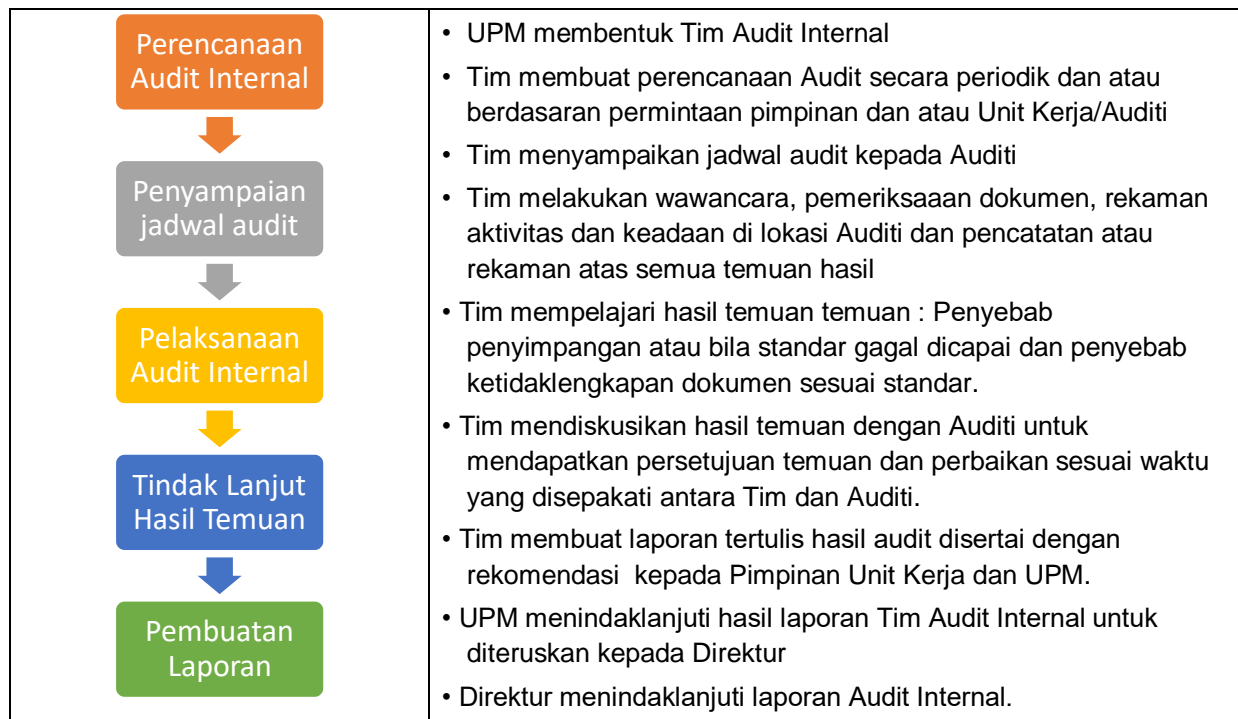 Perencanaan
Audit Internal
Penyampaian
jadwal audit
Pelaksanaan
Audit Internal
Tindak Lanjut
Hasil Temuan
Pembuatan
Laporan
• UPM membentuk Tim Audit Internal
• Tim membuat perencanaan Audit secara periodik dan atau
berdasaran permintaan pimpinan dan atau Unit Kerja/Auditi
• Tim menyampaikan jadwal audit kepada Auditi
• Tim melakukan wawancara, pemeriksaaan dokumen, rekaman
aktivitas dan keadaan di lokasi Auditi dan pencatatan atau
rekaman atas semua temuan hasil
• Tim mempelajari hasil temuan temuan : Penyebab
penyimpangan atau bila standar gagal dicapai dan penyebab
ketidaklengkapan dokumen sesuai standar.
• Tim mendiskusikan hasil temuan dengan Auditi untuk
mendapatkan persetujuan temuan dan perbaikan sesuai waktu
yang disepakati antara Tim dan Auditi.
• Tim membuat laporan tertulis hasil audit disertai dengan
rekomendasi kepada Pimpinan Unit Kerja dan UPM.
• UPM menindaklanjuti hasil laporan Tim Audit Internal untuk
diteruskan kepada Direktur
• Direktur menindaklanjuti laporan Audit Internal.